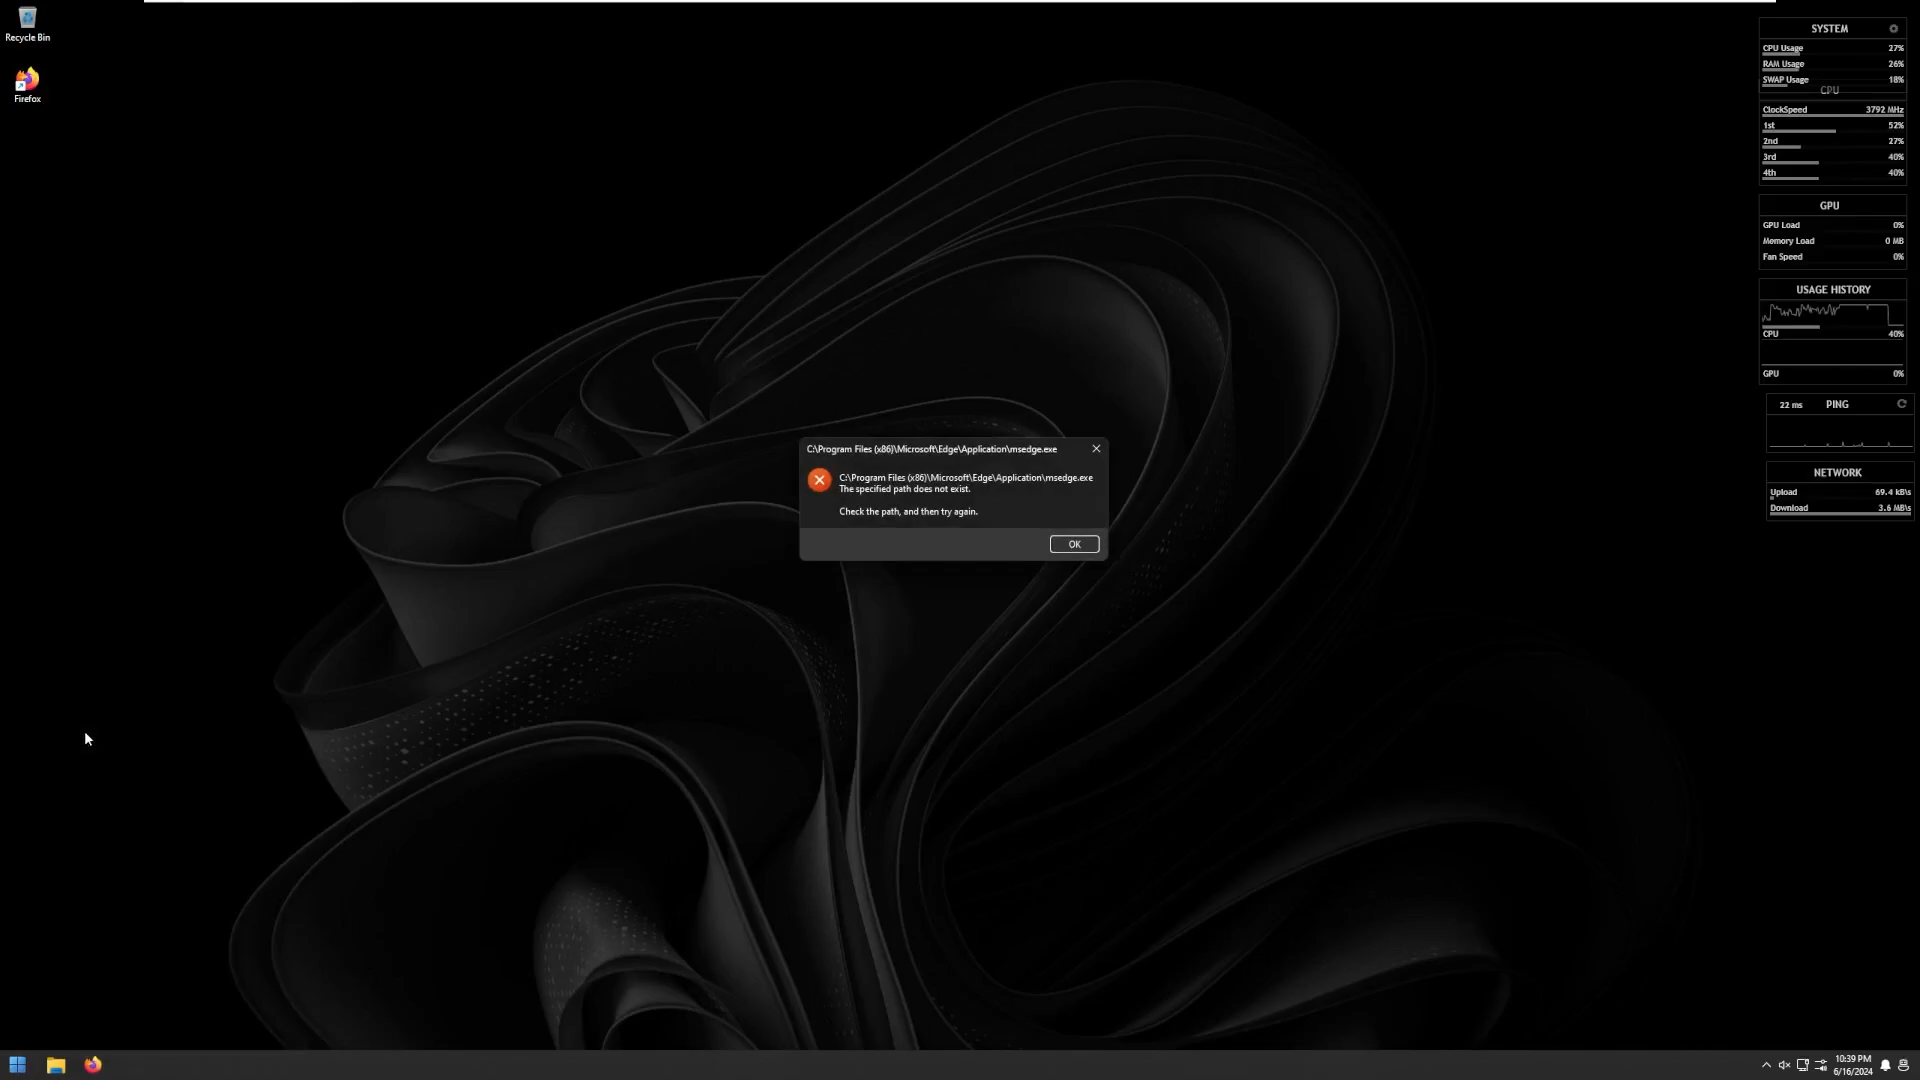 Recycle Bin
Firefox
C:\Program Files (x86)\Microsoft\Edge\Application\msedge.exe
C:\Program Files (x86)\Microsoft\Edge\Application\msedge.exe
The specified path does not exist.
Check the path, and then try again.
OK
SYSTEM
CPU Usage 27%
RAM Usage 26%
SWAP Usage 18%
CPU
ClockSpeed 3792 MHz
1st 52%
2nd 27%
3rd 40%
4th 40%
GPU
GPU Load 0%
Memory Load 0 MB
Fan Speed 0%
USAGE HISTORY
CPU 40%
GPU 0%
22 ms PING
NETWORK
Upload 69.4 kB\s
Download 3.6 MB\s
10:39 PM
6/16/2024